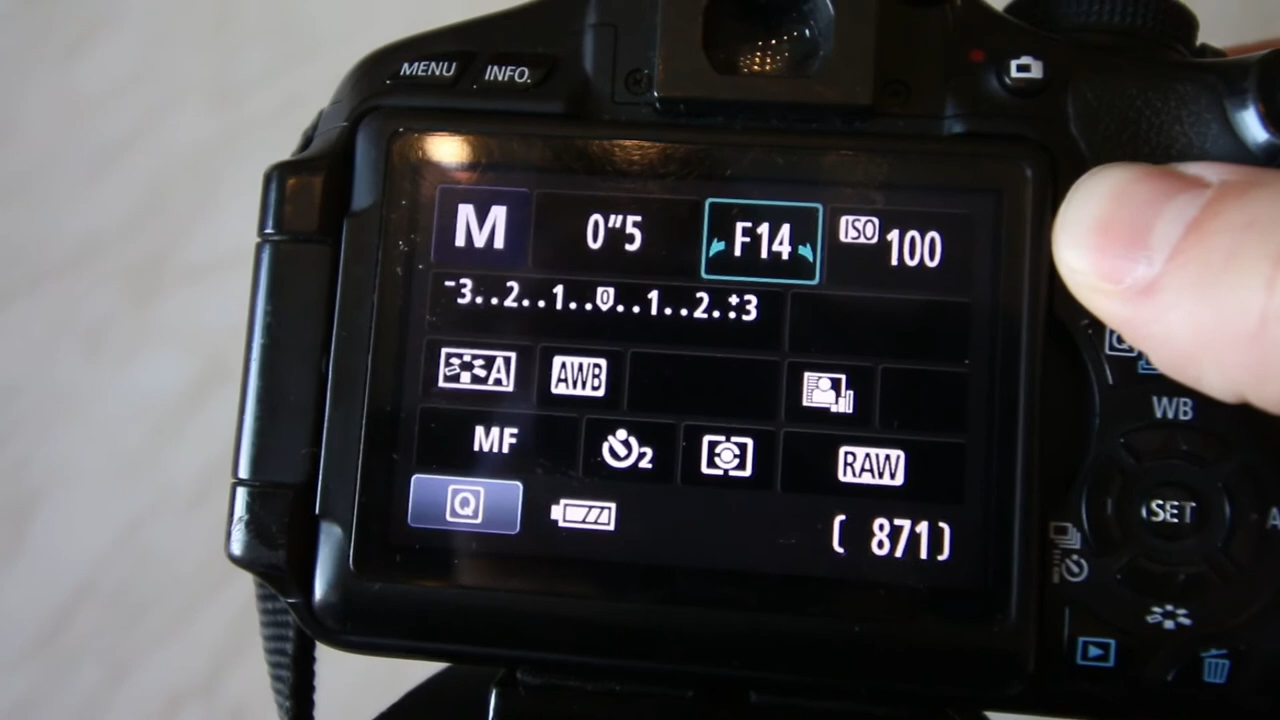 MENU INFO.
M 0"5 F14 ISO 100
-3..2..1..0..1..2.:+3
A AWB
MF 2 RAW
Q (871)
Q
WB
SET
A